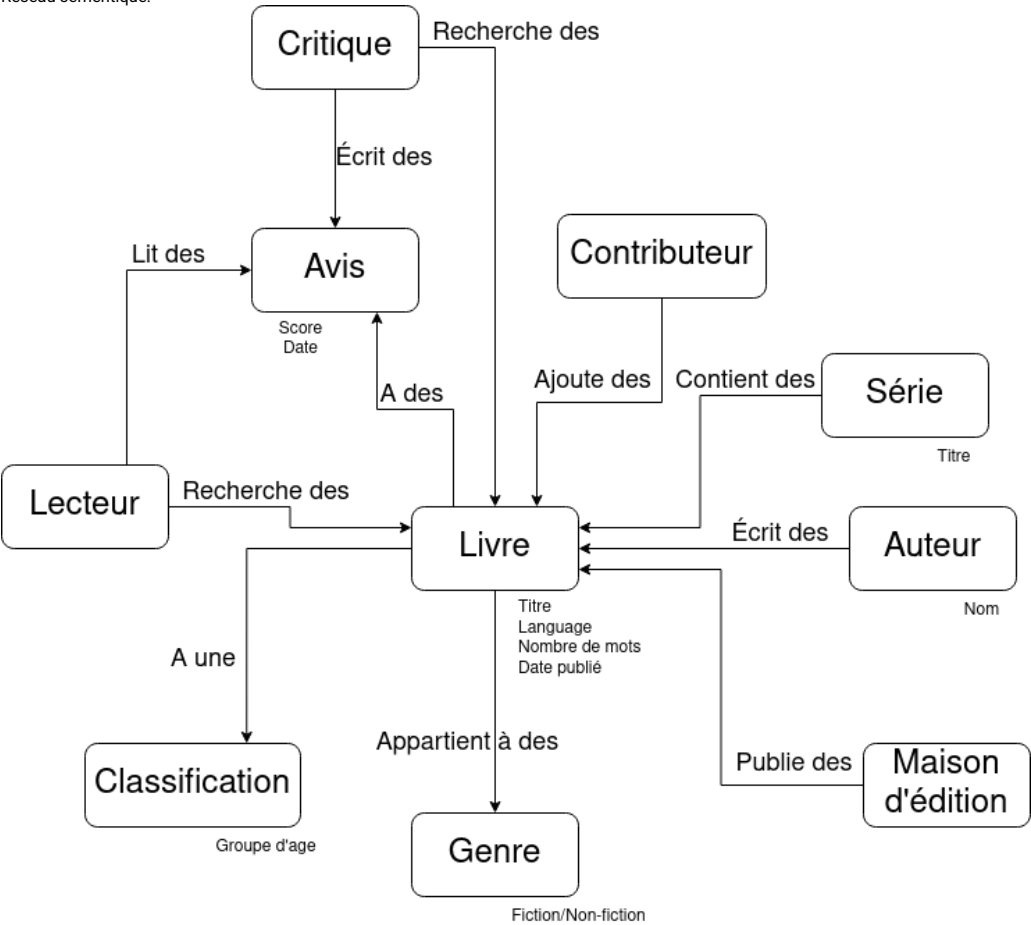 Réseau sémentique:
Critique
Recherche des
Écrit des
Lit des
Avis
Contributeur
Score
Date
A des
Ajoute des
Contient des
Série
Titre
Lecteur
Recherche des
Livre
Écrit des
Auteur
Nom
Titre
Language
Nombre de mots
Date publié
A une
Appartient à des
Publie des
Maison
d'édition
Classification
Groupe d'age
Genre
Fiction/Non-fiction